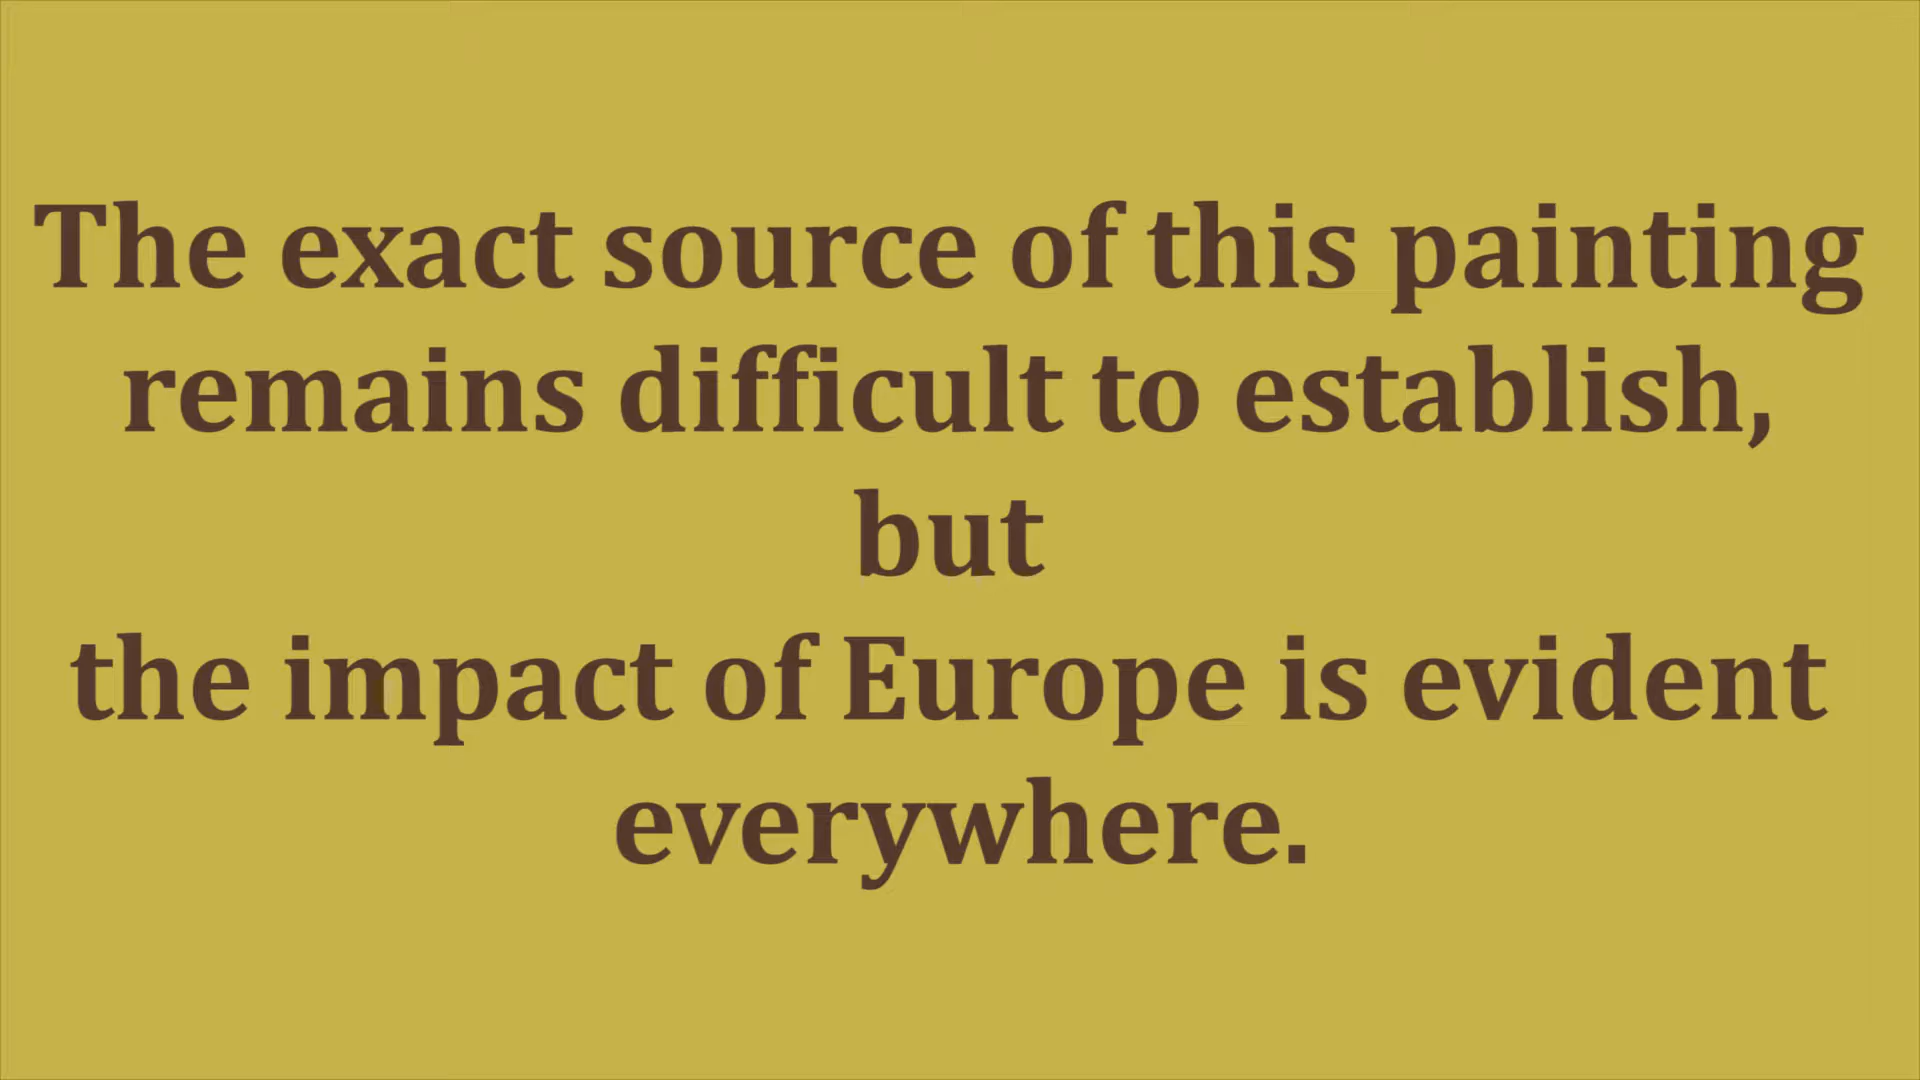 The exact source of this painting
remains difficult to establish,
but
the impact of Europe is evident
everywhere.